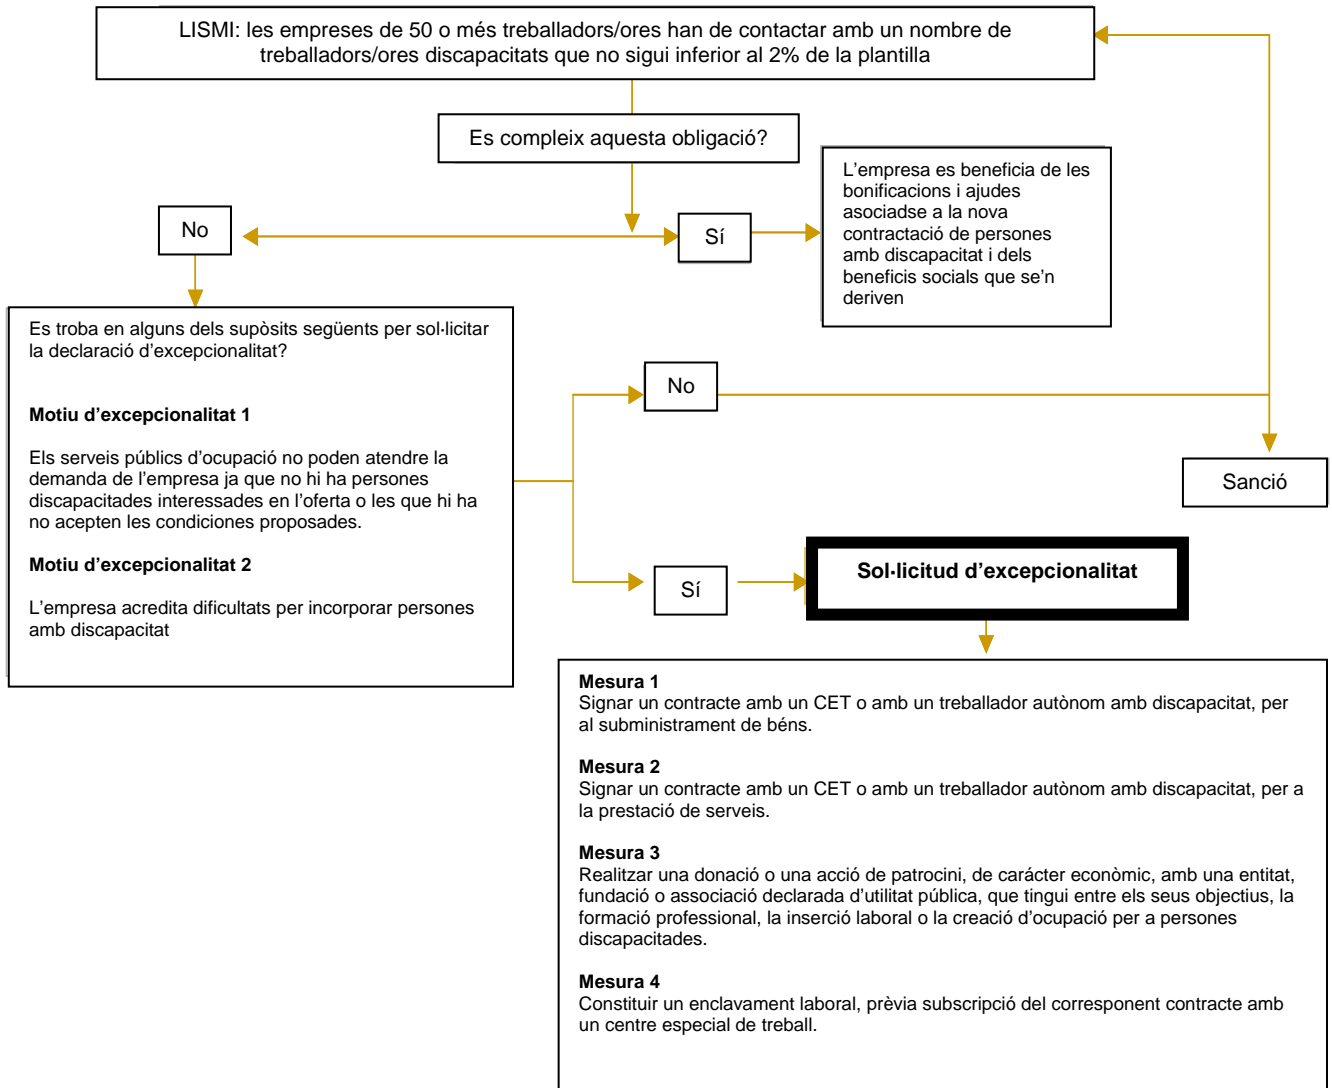 LISMI: les empreses de 50 o més treballadors/ores han de contactar amb un nombre de
treballadors/ores discapacitats que no sigui inferior al 2% de la plantilla
Es compleix aquesta obligació?
L'empresa es beneficia de les
bonificacions i ajudes
asociadse a la nova
contractació de persones
amb discapacitat i dels
beneficis socials que se'n
deriven
No
Sí
Es troba en alguns dels supòsits següents per sol·licitar
la declaració d'excepcionalitat?
Motiu d'excepcionalitat 1
Els serveis públics d'ocupació no poden atendre la
demanda de l'empresa ja que no hi ha persones
discapacitades interessades en l'oferta o les que hi ha
no acepten les condiciones proposades.
Motiu d'excepcionalitat 2
L'empresa acredita dificultats per incorporar persones
amb discapacitat
No
Sanció
Sí
Sol·licitud d'excepcionalitat
Mesura 1
Signar un contracte amb un CET o amb un treballador autònom amb discapacitat, per
al subministrament de béns.
Mesura 2
Signar un contracte amb un CET o amb un treballador autònom amb discapacitat, per a
la prestació de serveis.
Mesura 3
Realitzar una donació o una acció de patrocini, de carácter econòmic, amb una entitat,
fundació o associació declarada d'utilitat pública, que tingui entre els seus objectius, la
formació professional, la inserció laboral o la creació d'ocupació per a persones
discapacitades.
Mesura 4
Constituir un enclavament laboral, prèvia subscripció del corresponent contracte amb
un centre especial de treball.